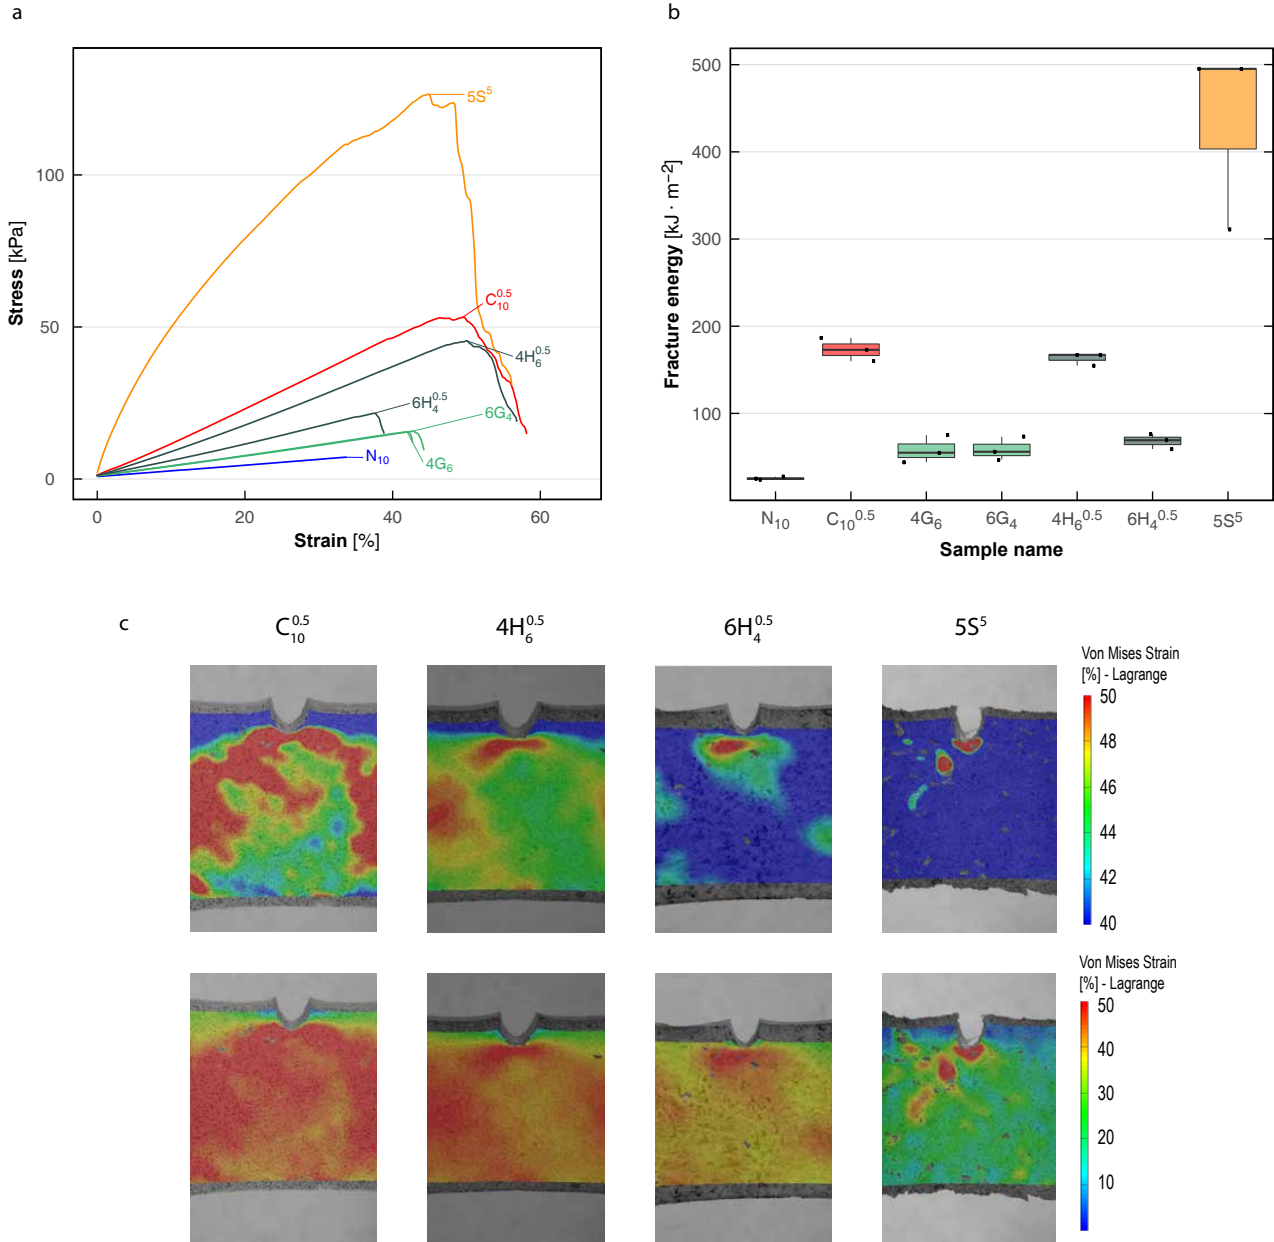 a
Stress [kPa]
100
50
0
0 20 40 60
Strain [%]
5S⁵
C₁₀^0.5
4H₆^0.5
6H₄^0.5
6G₄
N₁₀
4G₆
b
Fracture energy [kJ · m⁻²]
500
400
300
200
100
N₁₀ C₁₀^0.5 4G₆ 6G₄ 4H₆^0.5 6H₄^0.5 5S⁵
Sample name
c
C₁₀^0.5 4H₆^0.5 6H₄^0.5 5S⁵
Von Mises Strain
[%] - Lagrange
50
48
46
44
42
40
Von Mises Strain
[%] - Lagrange
50
40
30
20
10